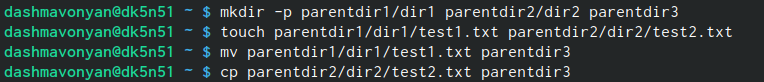 dashmavonyan@dk5n51 ~ $ mkdir -p parentdir1/dir1 parentdir2/dir2 parentdir3
dashmavonyan@dk5n51 ~ $ touch parentdir1/dir1/test1.txt parentdir2/dir2/test2.txt
dashmavonyan@dk5n51 ~ $ mv parentdir1/dir1/test1.txt parentdir3
dashmavonyan@dk5n51 ~ $ cp parentdir2/dir2/test2.txt parentdir3